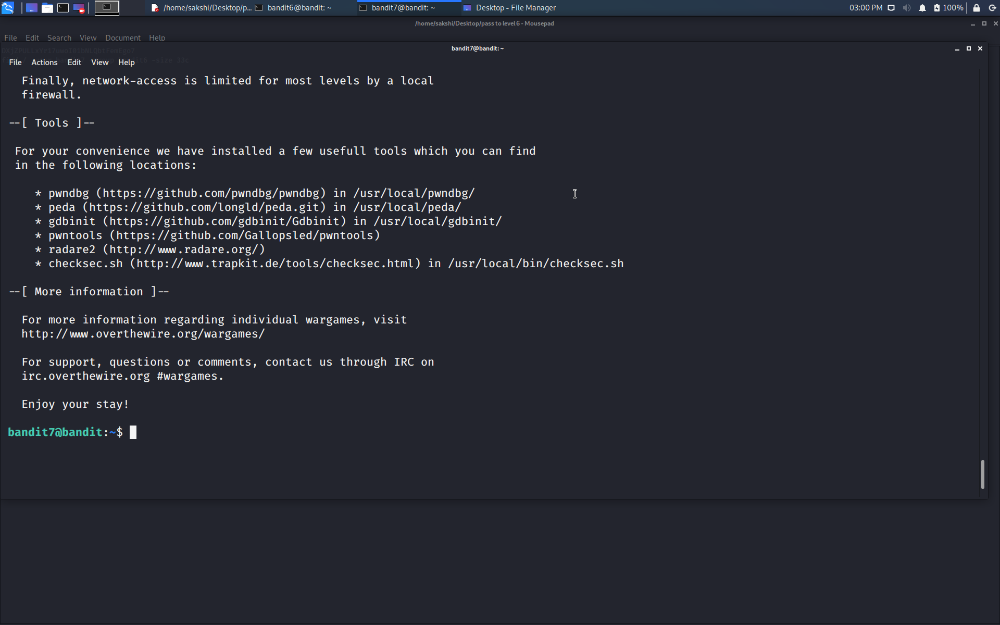 /home/sakshi/Desktop/p... bandit6@bandit: ~ bandit7@bandit: ~ Desktop - File Manager 03:00 PM 100%
/home/sakshi/Desktop/pass to level 6 - Mousepad
File Edit Search View Document Help
bandit7@bandit: ~
File Actions Edit View Help
-size 33c
Finally, network-access is limited for most levels by a local
firewall.
--[ Tools ]--
For your convenience we have installed a few usefull tools which you can find
in the following locations:
* pwndbg (https://github.com/pwndbg/pwndbg) in /usr/local/pwndbg/
* peda (https://github.com/longld/peda.git) in /usr/local/peda/
* gdbinit (https://github.com/gdbinit/Gdbinit) in /usr/local/gdbinit/
* pwntools (https://github.com/Gallopsled/pwntools)
* radare2 (http://www.radare.org/)
* checksec.sh (http://www.trapkit.de/tools/checksec.html) in /usr/local/bin/checksec.sh
--[ More information ]--
For more information regarding individual wargames, visit
http://www.overthewire.org/wargames/
For support, questions or comments, contact us through IRC on
irc.overthewire.org #wargames.
Enjoy your stay!
bandit7@bandit:~$